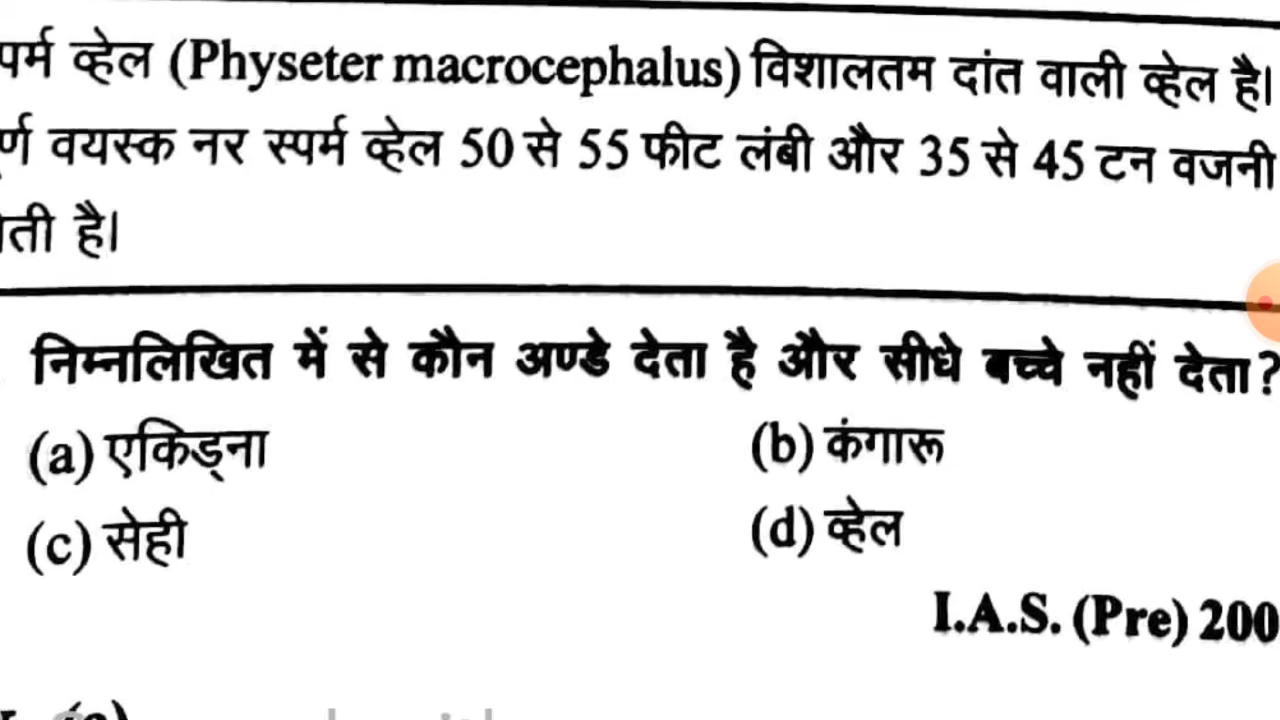 पर्म व्हेल (Physeter macrocephalus) विशालतम दांत वाली व्हेल है।
र्ण वयस्क नर स्पर्म व्हेल 50 से 55 फीट लंबी और 35 से 45 टन वजनी
ती है।
निम्नलिखित में से कौन अण्डे देता है और सीधे बच्चे नहीं देता?
(a) एकिड्ना
(b) कंगारू
(c) सेही
(d) व्हेल
I.A.S. (Pre) 200